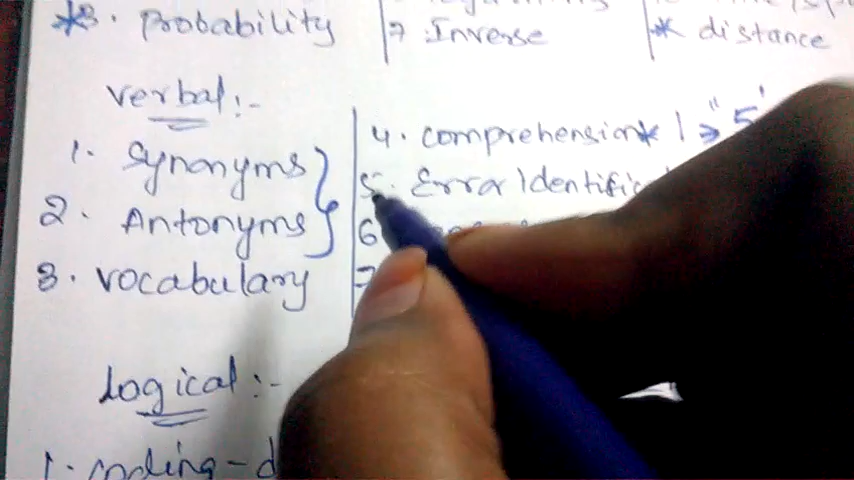 *3. Probability
7. Inverse
* distance
Verbal:-
1. Synonyms
2. Antonyms
3. vocabulary
4. comprehension*
5. Error Identific
6
7
logical:-
1. coding-d